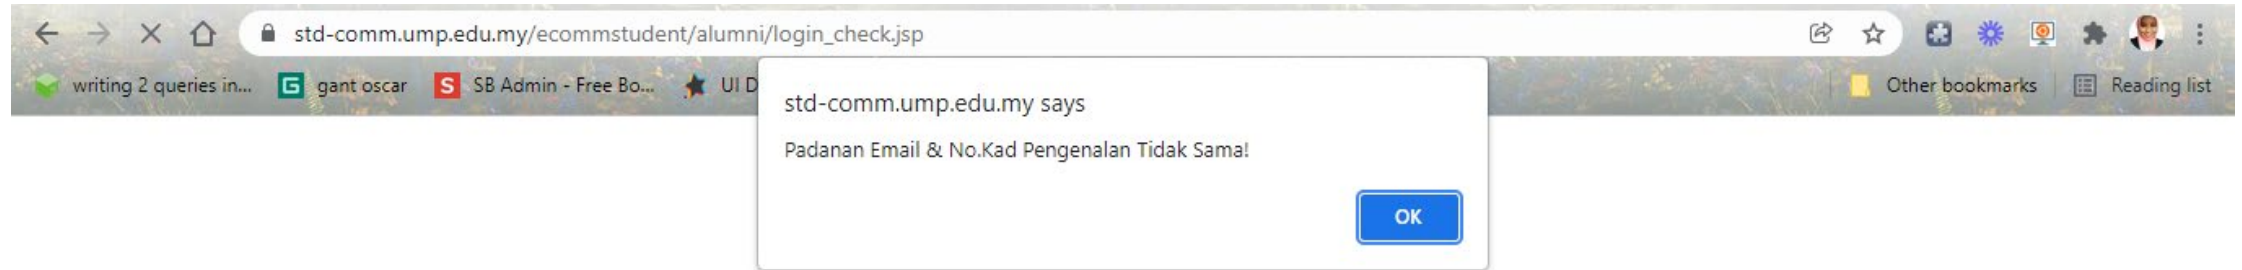 std-comm.ump.edu.my/ecommstudent/alumni/login_check.jsp
writing 2 queries in... G gant oscar S SB Admin - Free Bo... UI D Other bookmarks Reading list
std-comm.ump.edu.my says
Padanan Email & No.Kad Pengenalan Tidak Sama!
OK